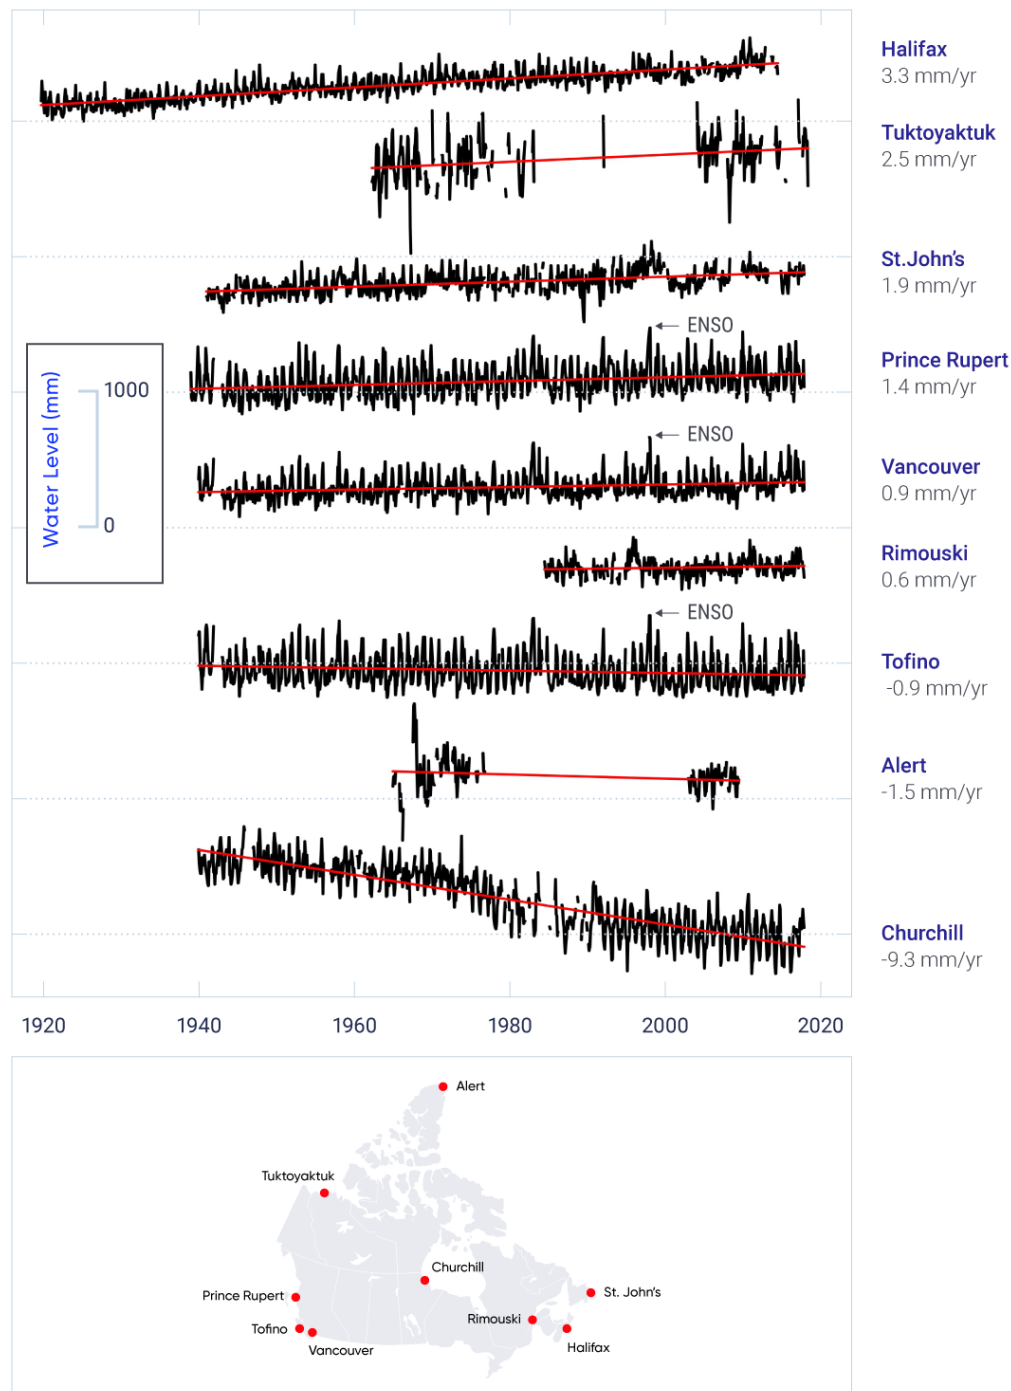 Halifax
3.3 mm/yr
Tuktoyaktuk
2.5 mm/yr
St.John's
1.9 mm/yr
← ENSO
Prince Rupert
1.4 mm/yr
Water Level (mm)
1000
0
← ENSO
Vancouver
0.9 mm/yr
Rimouski
0.6 mm/yr
← ENSO
Tofino
-0.9 mm/yr
Alert
-1.5 mm/yr
Churchill
-9.3 mm/yr
1920 1940 1960 1980 2000 2020
Alert
Tuktoyaktuk
Churchill
Prince Rupert
St. John's
Rimouski
Tofino
Vancouver
Halifax